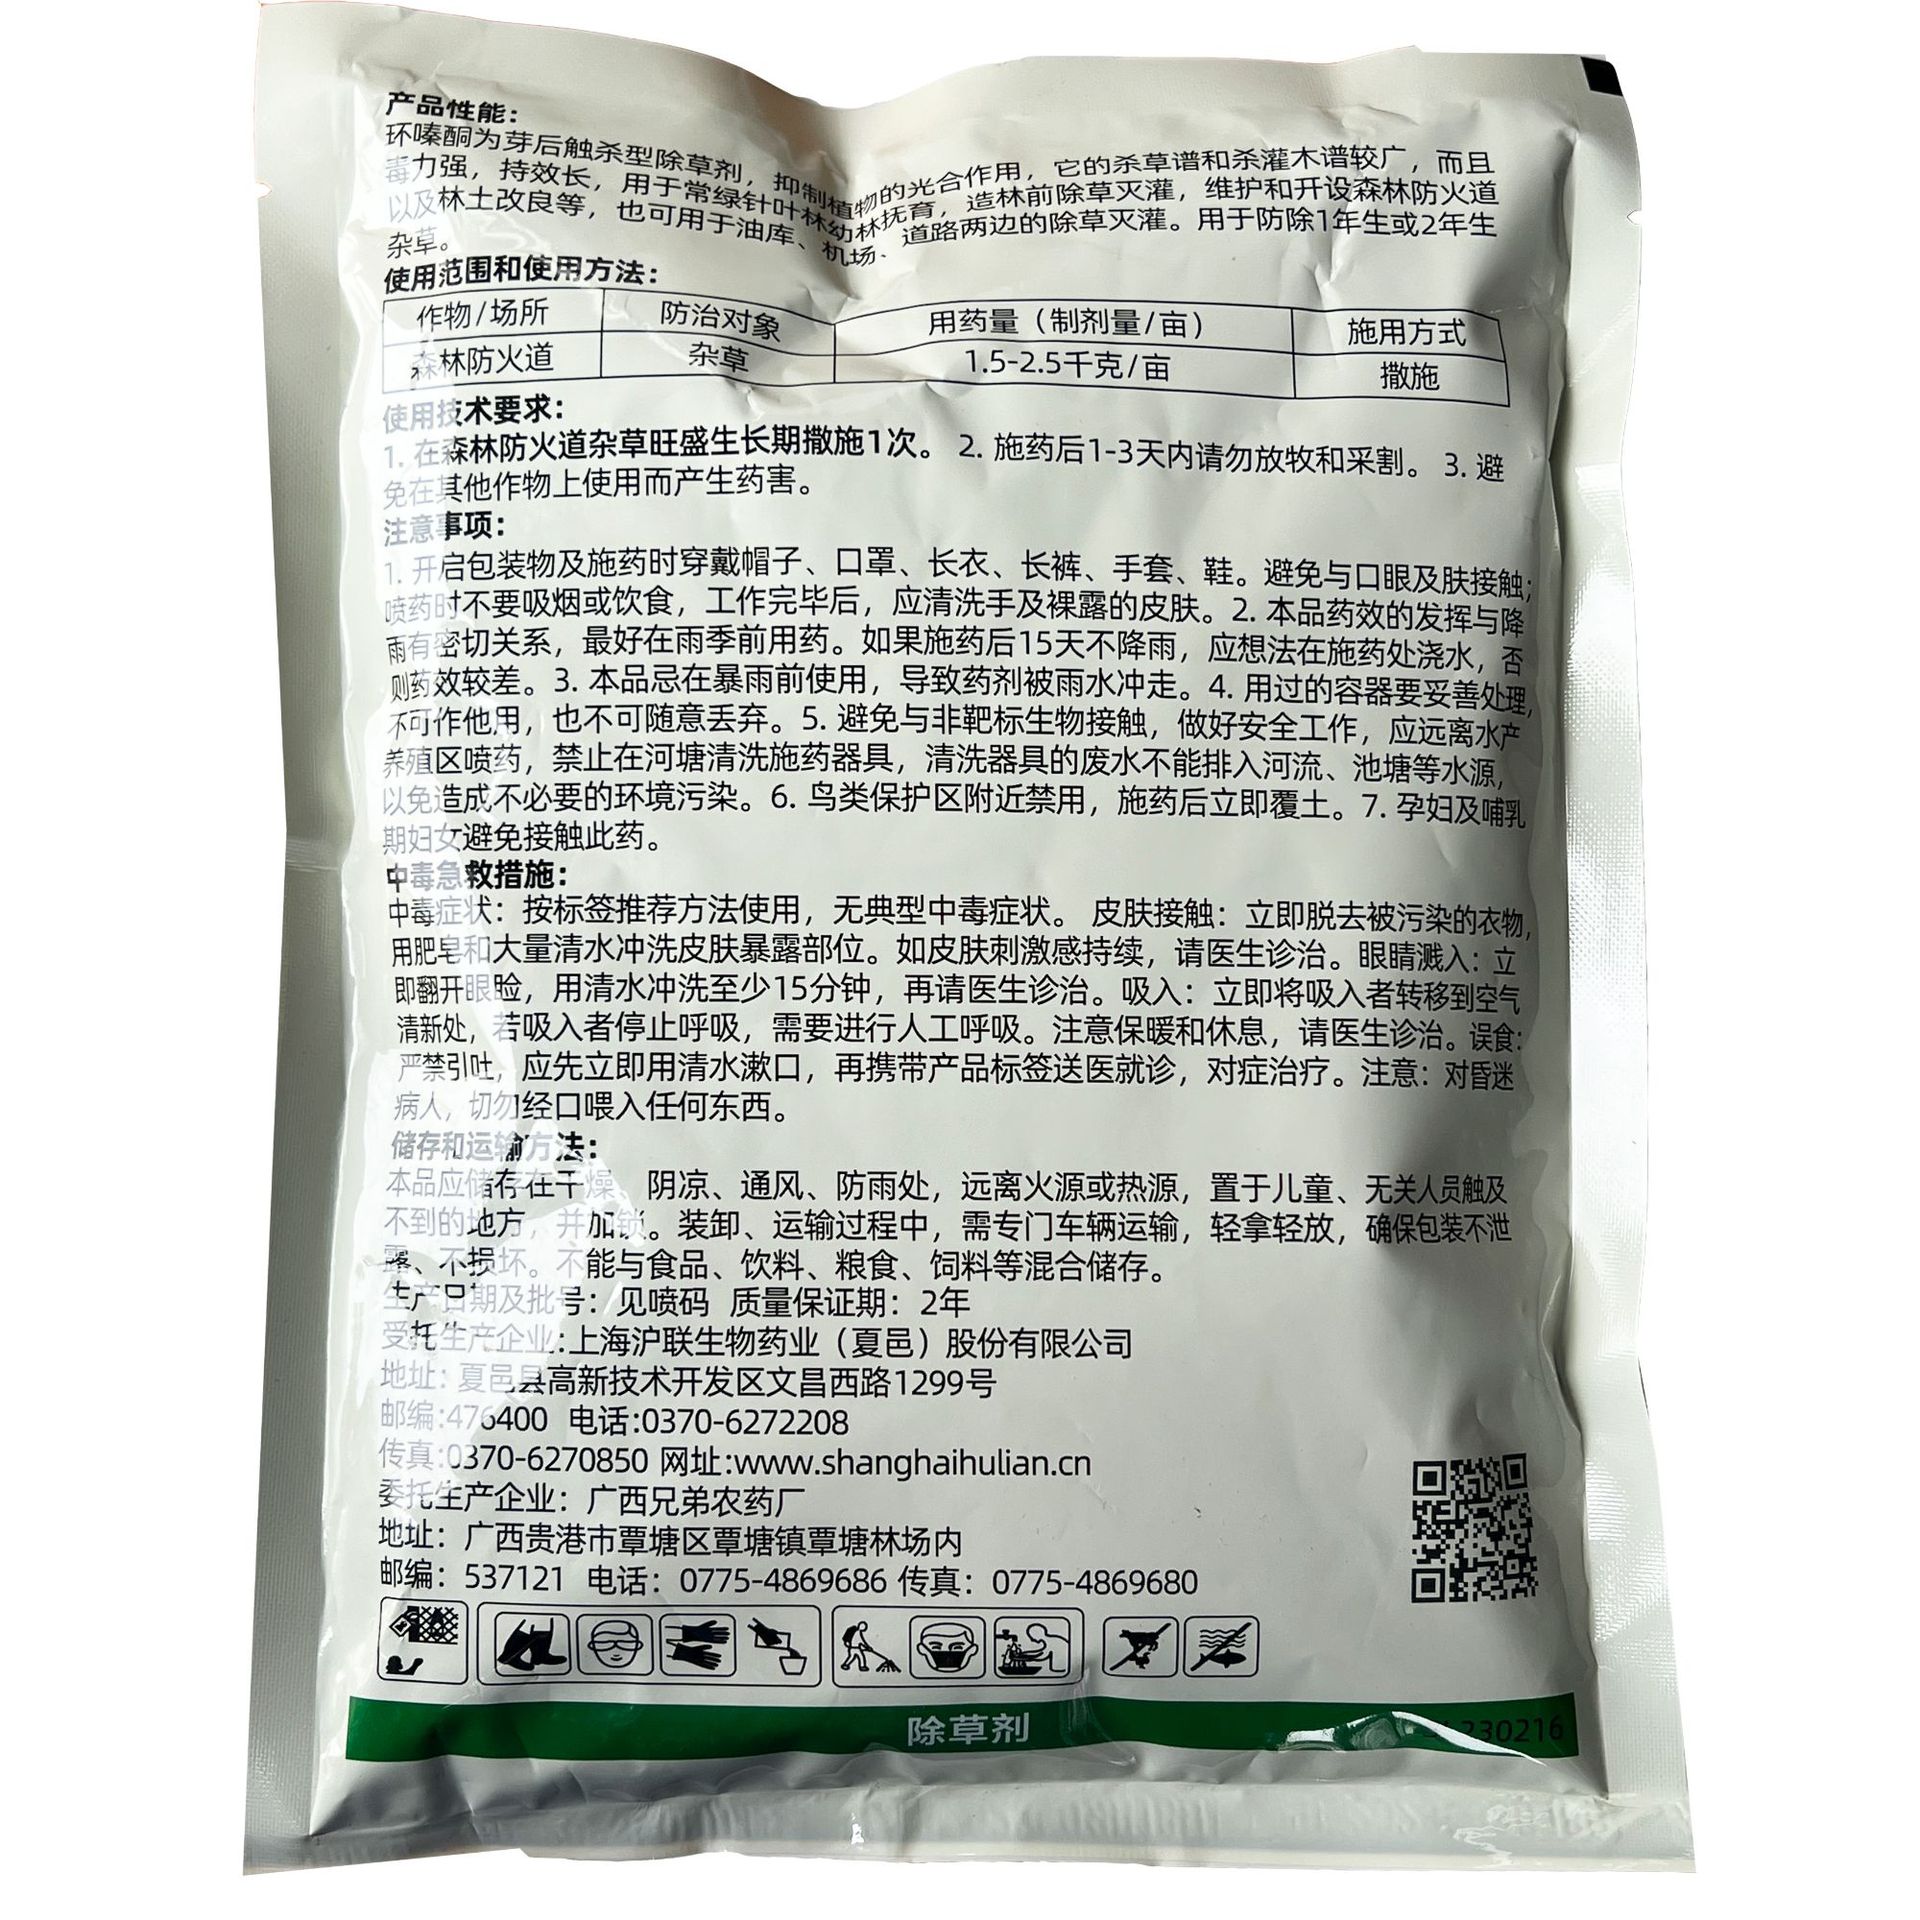 产品性能：
环嗪酮为芽后触杀型除草剂，抑制植物的光合作用，它的杀草谱和杀灌木谱较广，而且
毒力强，持效长，用于常绿针叶林幼林抚育，造林前除草灭灌，维护和开设森林防火道
以及林土改良等，也可用于油库、机场、道路两边的除草灭灌。用于防除1年生或2年生
杂草。
使用范围和使用方法：
作物/场所 防治对象 用药量（制剂量/亩） 施用方式
森林防火道 杂草 1.5-2.5千克/亩 撒施
使用技术要求：
1. 在森林防火道杂草旺盛生长期撒施1次。 2. 施药后1-3天内请勿放牧和采割。 3. 避
免在其他作物上使用而产生药害。
注意事项：
1. 开启包装物及施药时穿戴帽子、口罩、长衣、长裤、手套、鞋。避免与口眼及肤接触；
喷药时不要吸烟或饮食，工作完毕后，应清洗手及裸露的皮肤。2. 本品药效的发挥与降
雨有密切关系，最好在雨季前用药。如果施药后15天不降雨，应想法在施药处浇水，否
则药效较差。3. 本品忌在暴雨前使用，导致药剂被雨水冲走。4. 用过的容器要妥善处理，
不可作他用，也不可随意丢弃。5. 避免与非靶标生物接触，做好安全工作，应远离水产
养殖区喷药，禁止在河塘清洗施药器具，清洗器具的废水不能排入河流、池塘等水源，
以免造成不必要的环境污染。6. 鸟类保护区附近禁用，施药后立即覆土。7. 孕妇及哺乳
期妇女避免接触此药。
中毒急救措施：
中毒症状：按标签推荐方法使用，无典型中毒症状。 皮肤接触：立即脱去被污染的衣物，
用肥皂和大量清水冲洗皮肤暴露部位。如皮肤刺激感持续，请医生诊治。眼睛溅入：立
即翻开眼睑，用清水冲洗至少15分钟，再请医生诊治。吸入：立即将吸入者转移到空气
清新处，若吸入者停止呼吸，需要进行人工呼吸。注意保暖和休息，请医生诊治。误食：
严禁引吐，应先立即用清水漱口，再携带产品标签送医就诊，对症治疗。注意：对昏迷
病人，切勿经口喂入任何东西。
储存和运输方法：
本品应储存在干燥、阴凉、通风、防雨处，远离火源或热源，置于儿童、无关人员触及
不到的地方，并加锁。装卸、运输过程中，需专门车辆运输，轻拿轻放，确保包装不泄
露、不损坏。不能与食品、饮料、粮食、饲料等混合储存。
生产日期及批号：见喷码 质量保证期：2年
受托生产企业:上海沪联生物药业（夏邑）股份有限公司
地址：夏邑县高新技术开发区文昌西路1299号
邮编:476400 电话:0370-6272208
传真:0370-6270850 网址:www.shanghaihulian.cn
委托生产企业：广西兄弟农药厂
地址：广西贵港市覃塘区覃塘镇覃塘林场内
邮编：537121 电话：0775-4869686 传真：0775-4869680
除草剂
230216